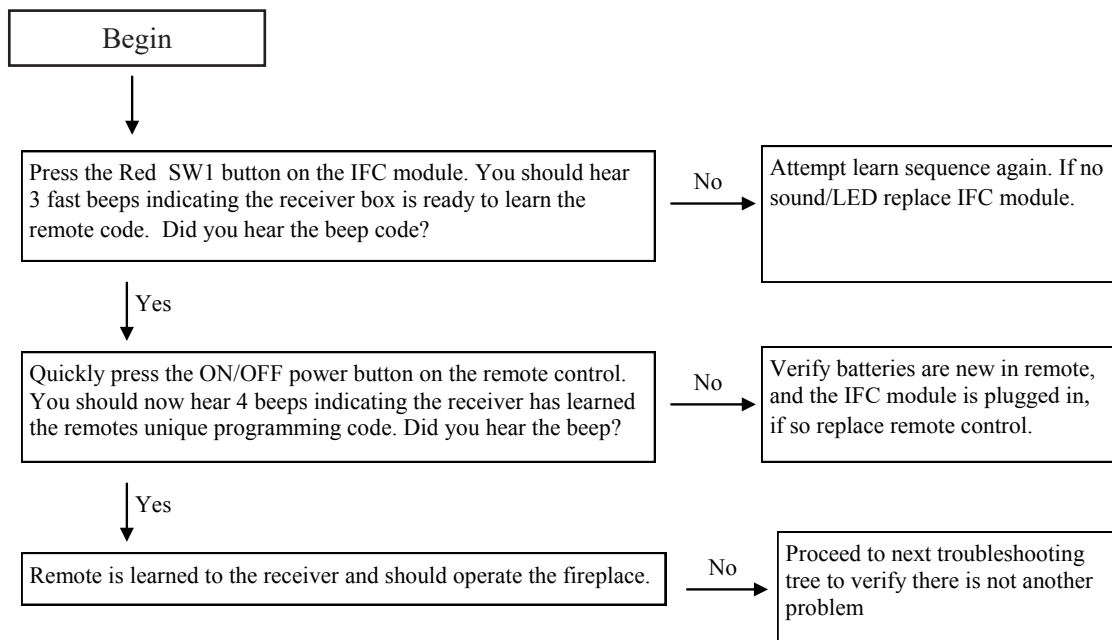 Begin
Press the Red SW1 button on the IFC module. You should hear
3 fast beeps indicating the receiver box is ready to learn the
remote code. Did you hear the beep code?
No
Attempt learn sequence again. If no
sound/LED replace IFC module.
Yes
Quickly press the ON/OFF power button on the remote control.
You should now hear 4 beeps indicating the receiver has learned
the remotes unique programming code. Did you hear the beep?
No
Verify batteries are new in remote,
and the IFC module is plugged in,
if so replace remote control.
Yes
Remote is learned to the receiver and should operate the fireplace.
No
Proceed to next troubleshooting
tree to verify there is not another
problem